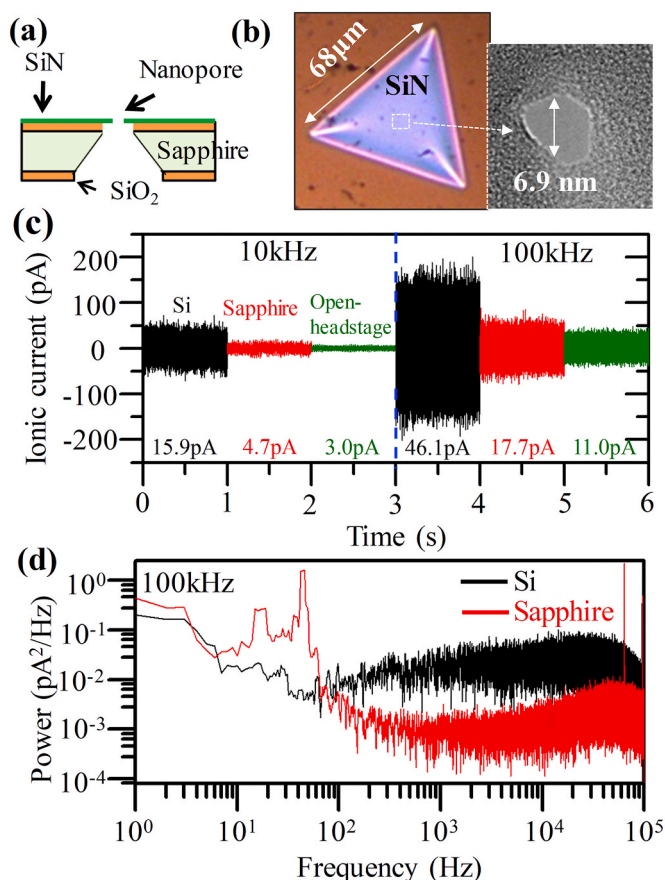 (a)
SiN
Nanopore
Sapphire
SiO₂
(b)
68µm
SiN
6.9 nm
(c)
10kHz
100kHz
Si
Sapphire
Open-
headstage
200
100
0
-100
-200
Ionic current (pA)
15.9pA 4.7pA 3.0pA 46.1pA 17.7pA 11.0pA
0 1 2 3 4 5 6
Time (s)
(d)
100kHz
Si
Sapphire
10⁰
10⁻¹
10⁻²
10⁻³
10⁻⁴
Power (pA²/Hz)
10⁰ 10¹ 10² 10³ 10⁴ 10⁵
Frequency (Hz)